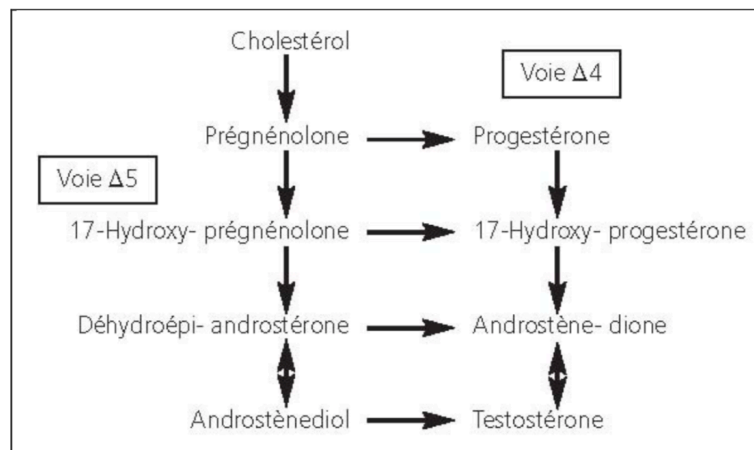 Cholestérol
Voie Δ4
Prégnénolone
Progestérone
Voie Δ5
17-Hydroxy- prégnénolone
17-Hydroxy- progestérone
Déhydroépi- androstérone
Androstène- dione
Androstènediol
Testostérone